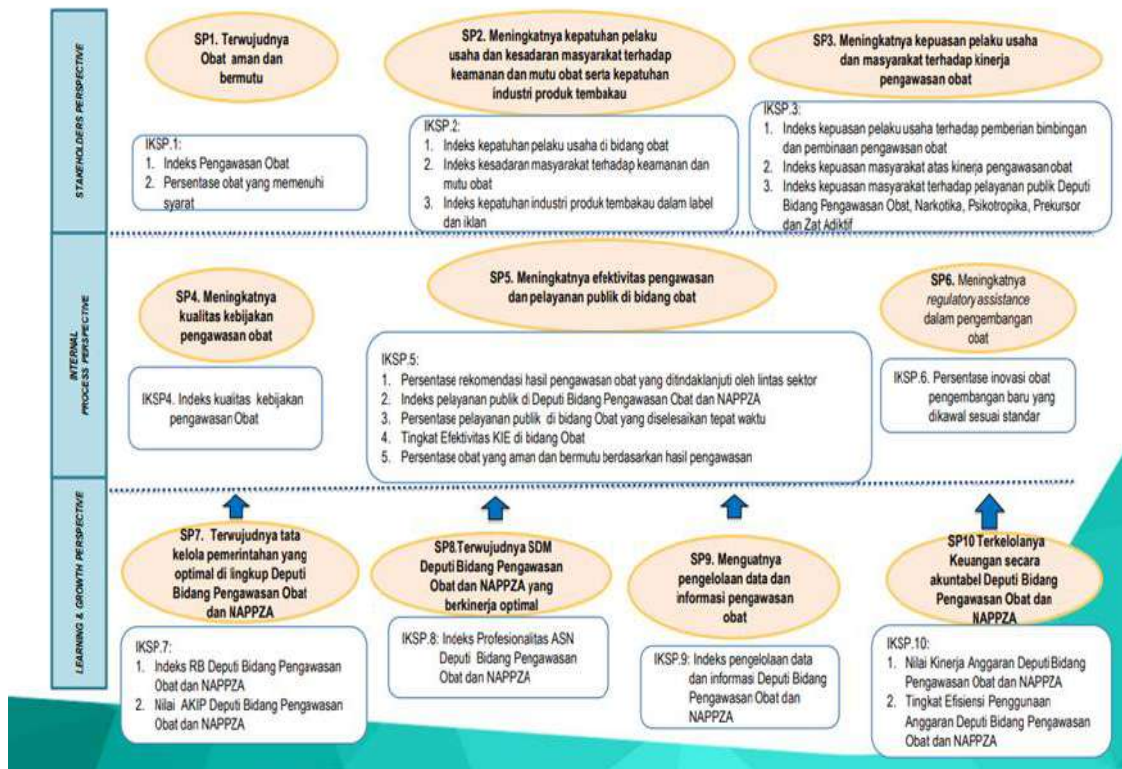 STAKEHOLDERS PERSPECTIVE
SP1. Terwujudnya
Obat aman dan
bermutu
IKSP.1:
1. Indeks Pengawasan Obat
2. Persentase obat yang memenuhi
syarat
SP2. Meningkatnya kepatuhan pelaku
usaha dan kesadaran masyarakat terhadap
keamanan dan mutu obat serta kepatuhan
industri produk tembakau
IKSP.2:
1. Indeks kepatuhan pelaku usaha di bidang obat
2. Indeks kesadaran masyarakat terhadap keamanan dan
mutu obat
3. Indeks kepatuhan industri produk tembakau dalam label
dan iklan
SP3. Meningkatnya kepuasan pelaku usaha
dan masyarakat terhadap kinerja
pengawasan obat
IKSP.3:
1. Indeks kepuasan pelaku usaha terhadap pemberian bimbingan
dan pembinaan pengawasan obat
2. Indeks kepuasan masyarakat atas kinerja pengawasan obat
3. Indeks kepuasan masyarakat terhadap pelayanan publik Deputi
Bidang Pengawasan Obat, Narkotika, Psikotropika, Prekursor
dan Zat Adiktif
INTERNAL
PROCESS PERSPECTIVE
SP4. Meningkatnya
kualitas kebijakan
pengawasan obat
IKSP4. Indeks kualitas kebijakan
pengawasan Obat
SP5. Meningkatnya efektivitas pengawasan
dan pelayanan publik di bidang obat
IKSP.5:
1. Persentase rekomendasi hasil pengawasan obat yang ditindaklanjuti oleh lintas sektor
2. Indeks pelayanan publik di Deputi Bidang Pengawasan Obat dan NAPPZA
3. Persentase pelayanan publik di bidang Obat yang diselesaikan tepat waktu
4. Tingkat Efektivitas KIE di bidang Obat
5. Persentase obat yang aman dan bermutu berdasarkan hasil pengawasan
SP6. Meningkatnya
regulatory assistance
dalam pengembangan
obat
IKSP.6. Persentase inovasi obat
pengembangan baru yang
dikawal sesuai standar
LEARNING & GROWTH PERSPECTIVE
SP7. Terwujudnya tata
kelola pemerintahan yang
optimal di lingkup Deputi
Bidang Pengawasan Obat
dan NAPPZA
IKSP.7:
1. Indeks RB Deputi Bidang Pengawasan
Obat dan NAPPZA
2. Nilai AKIP Deputi Bidang Pengawasan
Obat dan NAPPZA
SP8.Terwujudnya SDM
Deputi Bidang Pengawasan
Obat dan NAPPZA yang
berkinerja optimal
IKSP.8: Indeks Profesionalitas ASN
Deputi Bidang Pengawasan
Obat dan NAPPZA
SP9. Menguatnya
pengelolaan data dan
informasi pengawasan
obat
IKSP.9: Indeks pengelolaan data
dan informasi Deputi Bidang
Pengawasan Obat dan
NAPPZA
SP10 Terkelolanya
Keuangan secara
akuntabel Deputi Bidang
Pengawasan Obat dan
NAPPZA
IKSP.10:
1. Nilai Kinerja Anggaran Deputi Bidang
Pengawasan Obat dan NAPPZA
2. Tingkat Efisiensi Penggunaan
Anggaran Deputi Bidang Pengawasan
Obat dan NAPPZA